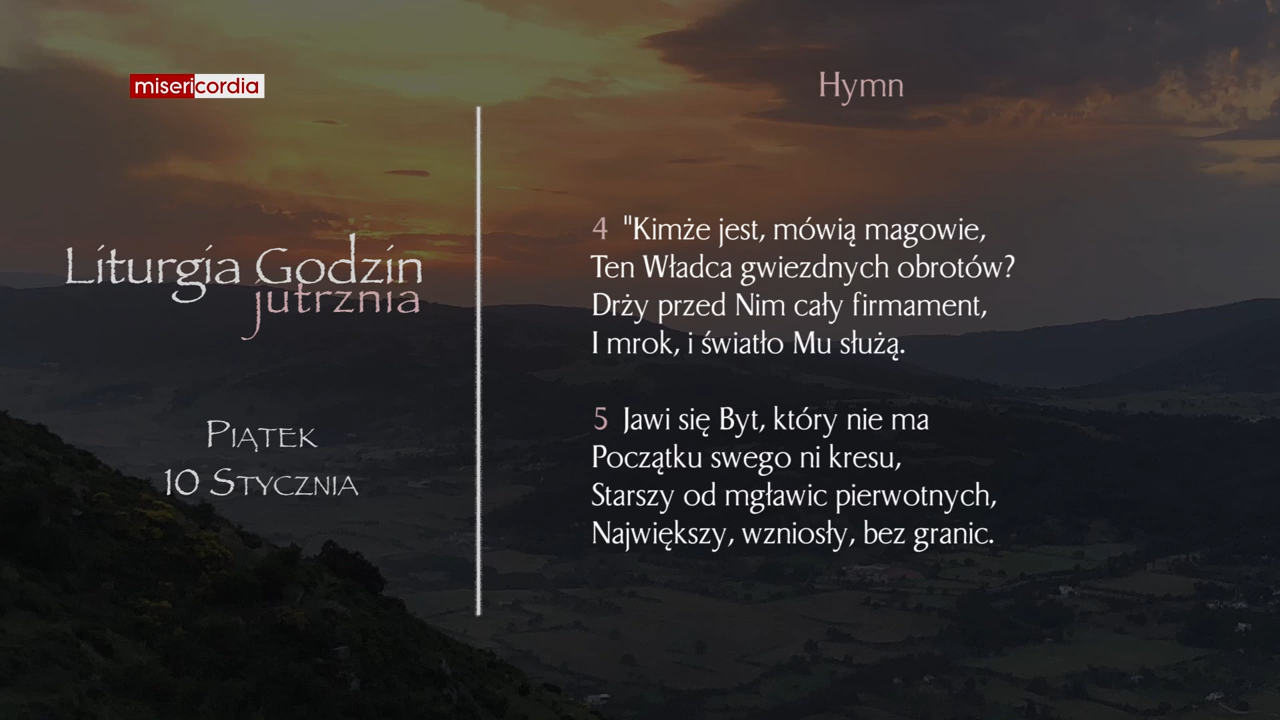 misericordia
Liturgia Godzin
jutrznia
Piątek
10 Stycznia
Hymn
4 "Kimże jest, mówią magowie,
Ten Władca gwiezdnych obrotów?
Drży przed Nim cały firmament,
I mrok, i światło Mu służą.
5 Jawi się Byt, który nie ma
Początku swego ni kresu,
Starszy od mgławic pierwotnych,
Największy, wzniosły, bez granic.